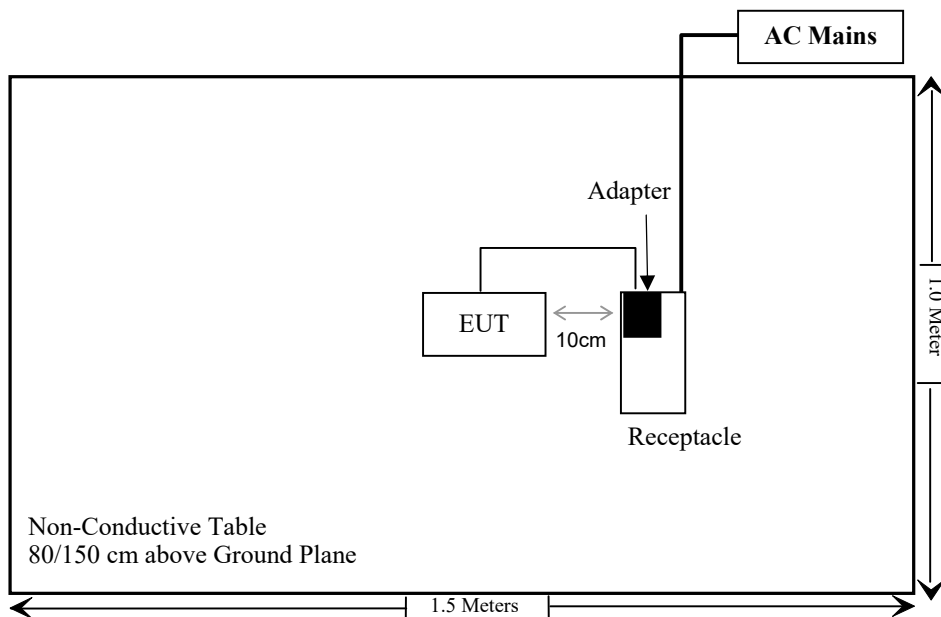 AC Mains
Adapter
EUT
10cm
1.0 Meter
Receptacle
Non-Conductive Table
80/150 cm above Ground Plane
1.5 Meters